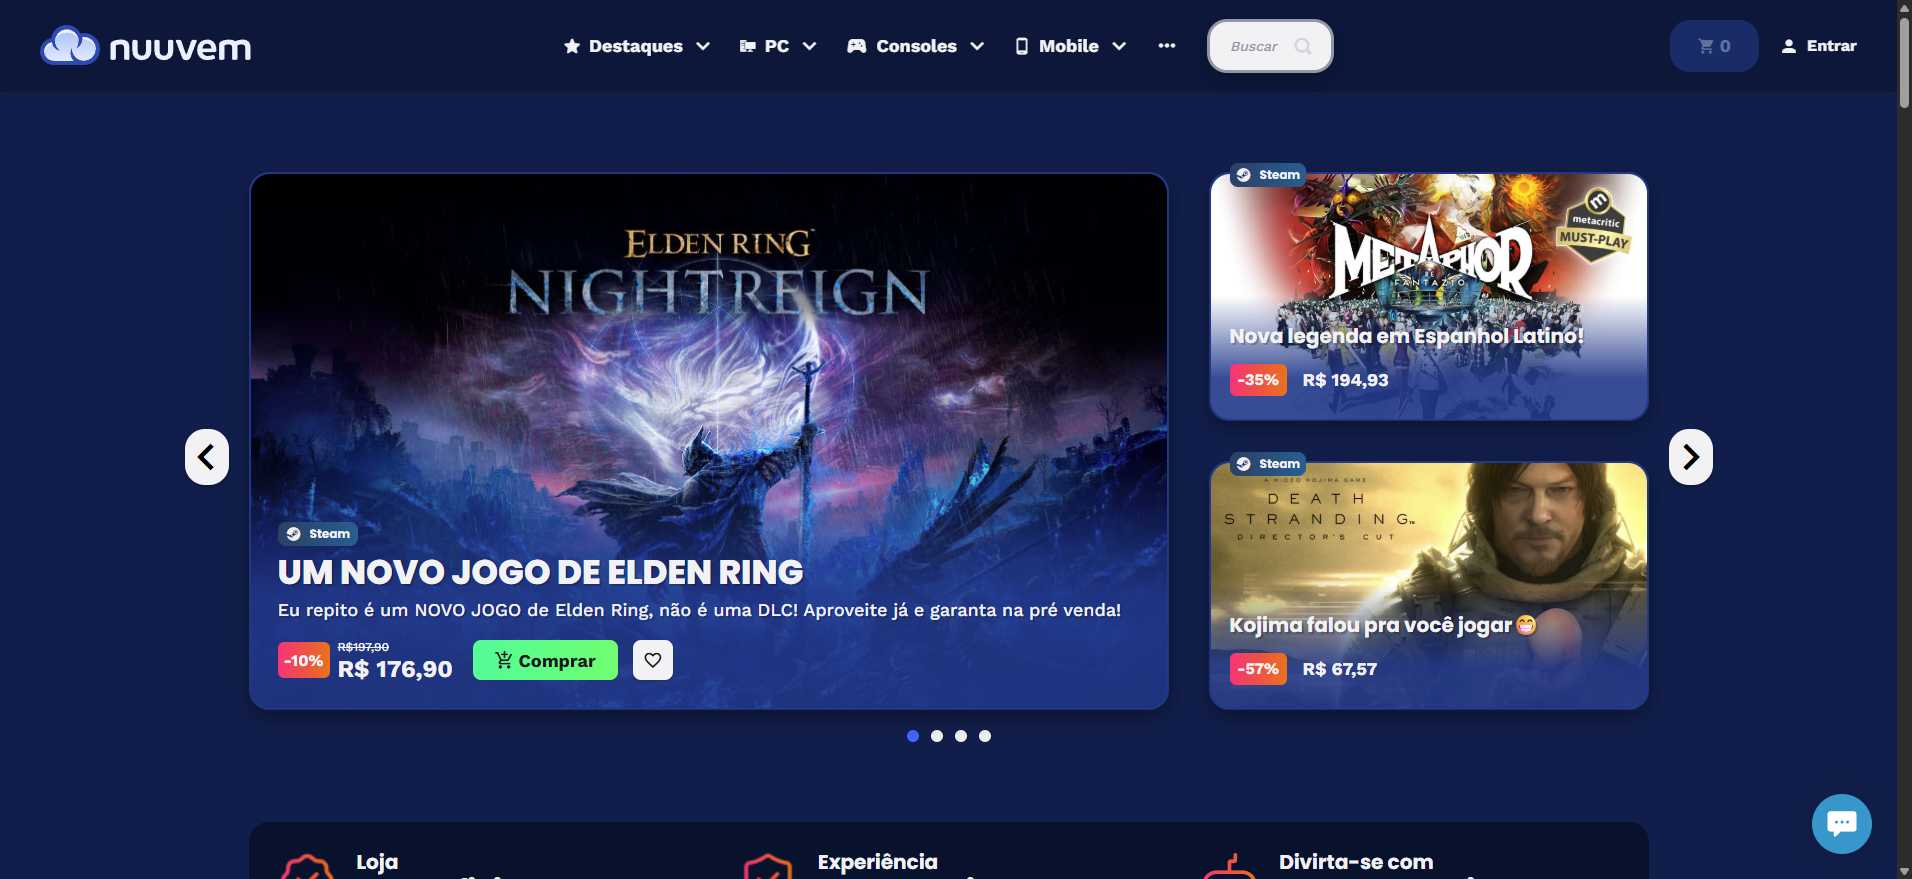 nuuvem
Destaques
PC
Consoles
Mobile
Buscar
0
Entrar
ELDEN RING
NIGHTREIGN
Steam
UM NOVO JOGO DE ELDEN RING
Eu repito é um NOVO JOGO de Elden Ring, não é uma DLC! Aproveite já e garanta na pré venda!
-10%
R$197,90
R$ 176,90
Comprar
Steam
metacritic
MUST-PLAY
METAPHOR
RE FANTAZIO
Nova legenda em Espanhol Latino!
-35%
R$ 194,93
Steam
A HIDEO KOJIMA GAME
DEATH
STRANDING
DIRECTOR'S CUT
Kojima falou pra você jogar😁
-57%
R$ 67,57
Loja
Experiência
Divirta-se com